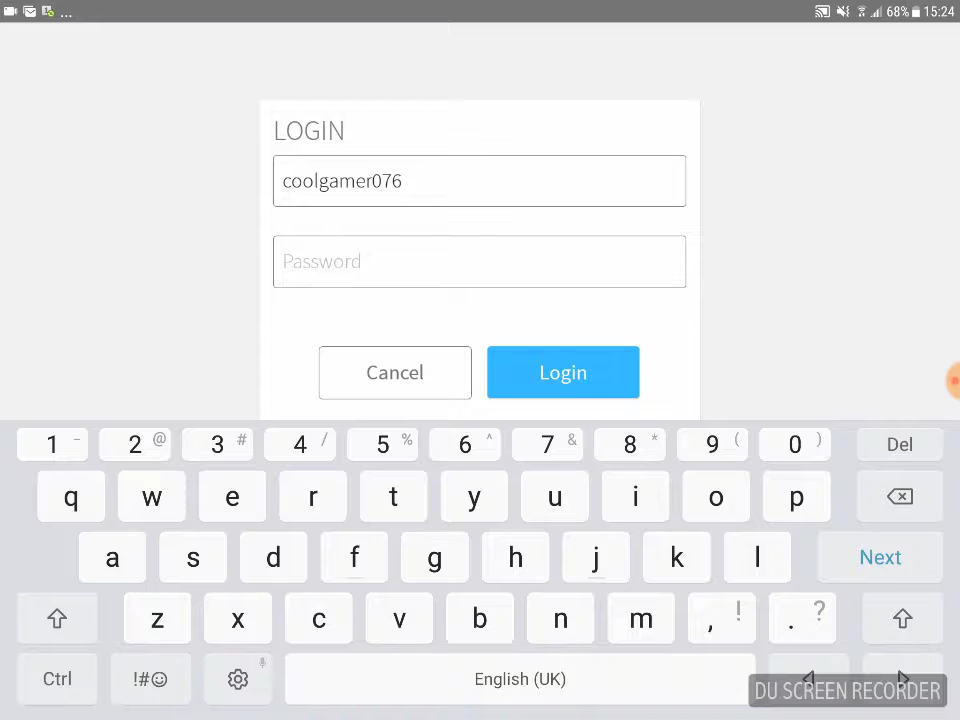 ... 68% 15:24
LOGIN
coolgamer076
Password
Cancel Login
1 - 2 @ 3 # 4 / 5 % 6 ^ 7 & 8 * 9 ( 0 ) Del
q w e r t y u i o p
a s d f g h j k l Next
z x c v b n m , ! . ?
Ctrl !#☺ English (UK)
DU SCREEN RECORDER